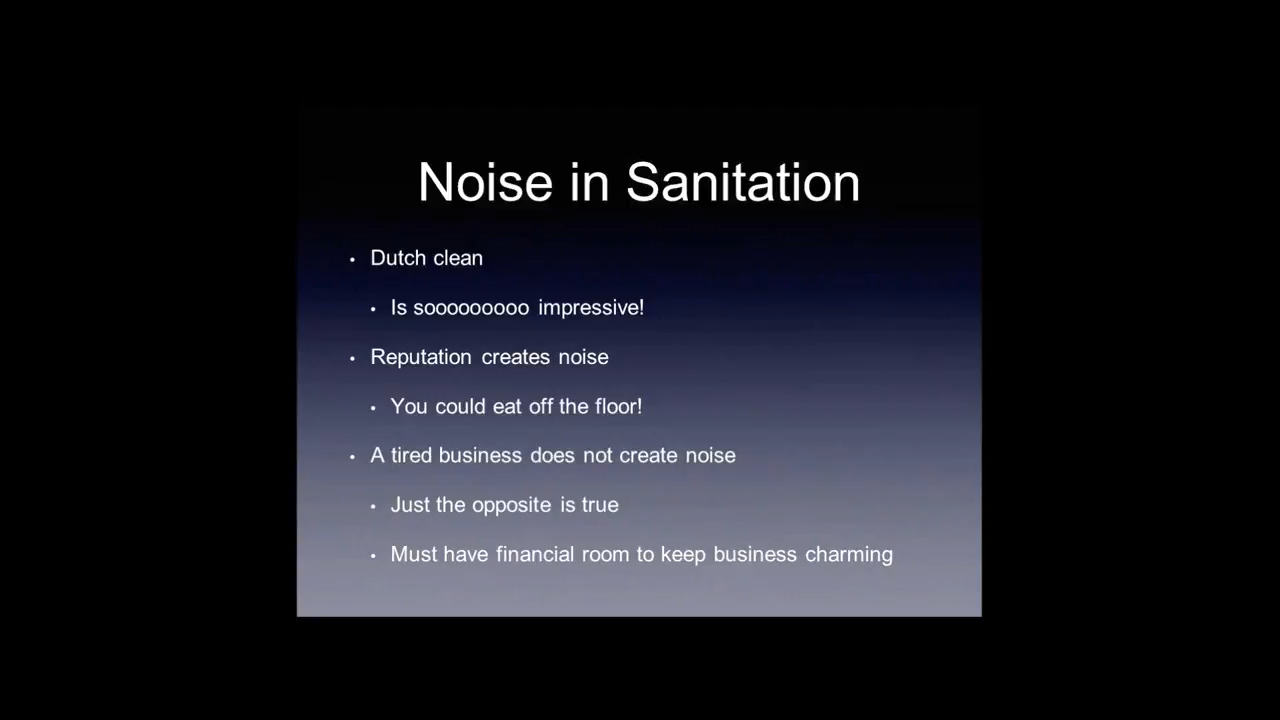 Noise in Sanitation
• Dutch clean
• Is sooooooooo impressive!
• Reputation creates noise
• You could eat off the floor!
• A tired business does not create noise
• Just the opposite is true
• Must have financial room to keep business charming